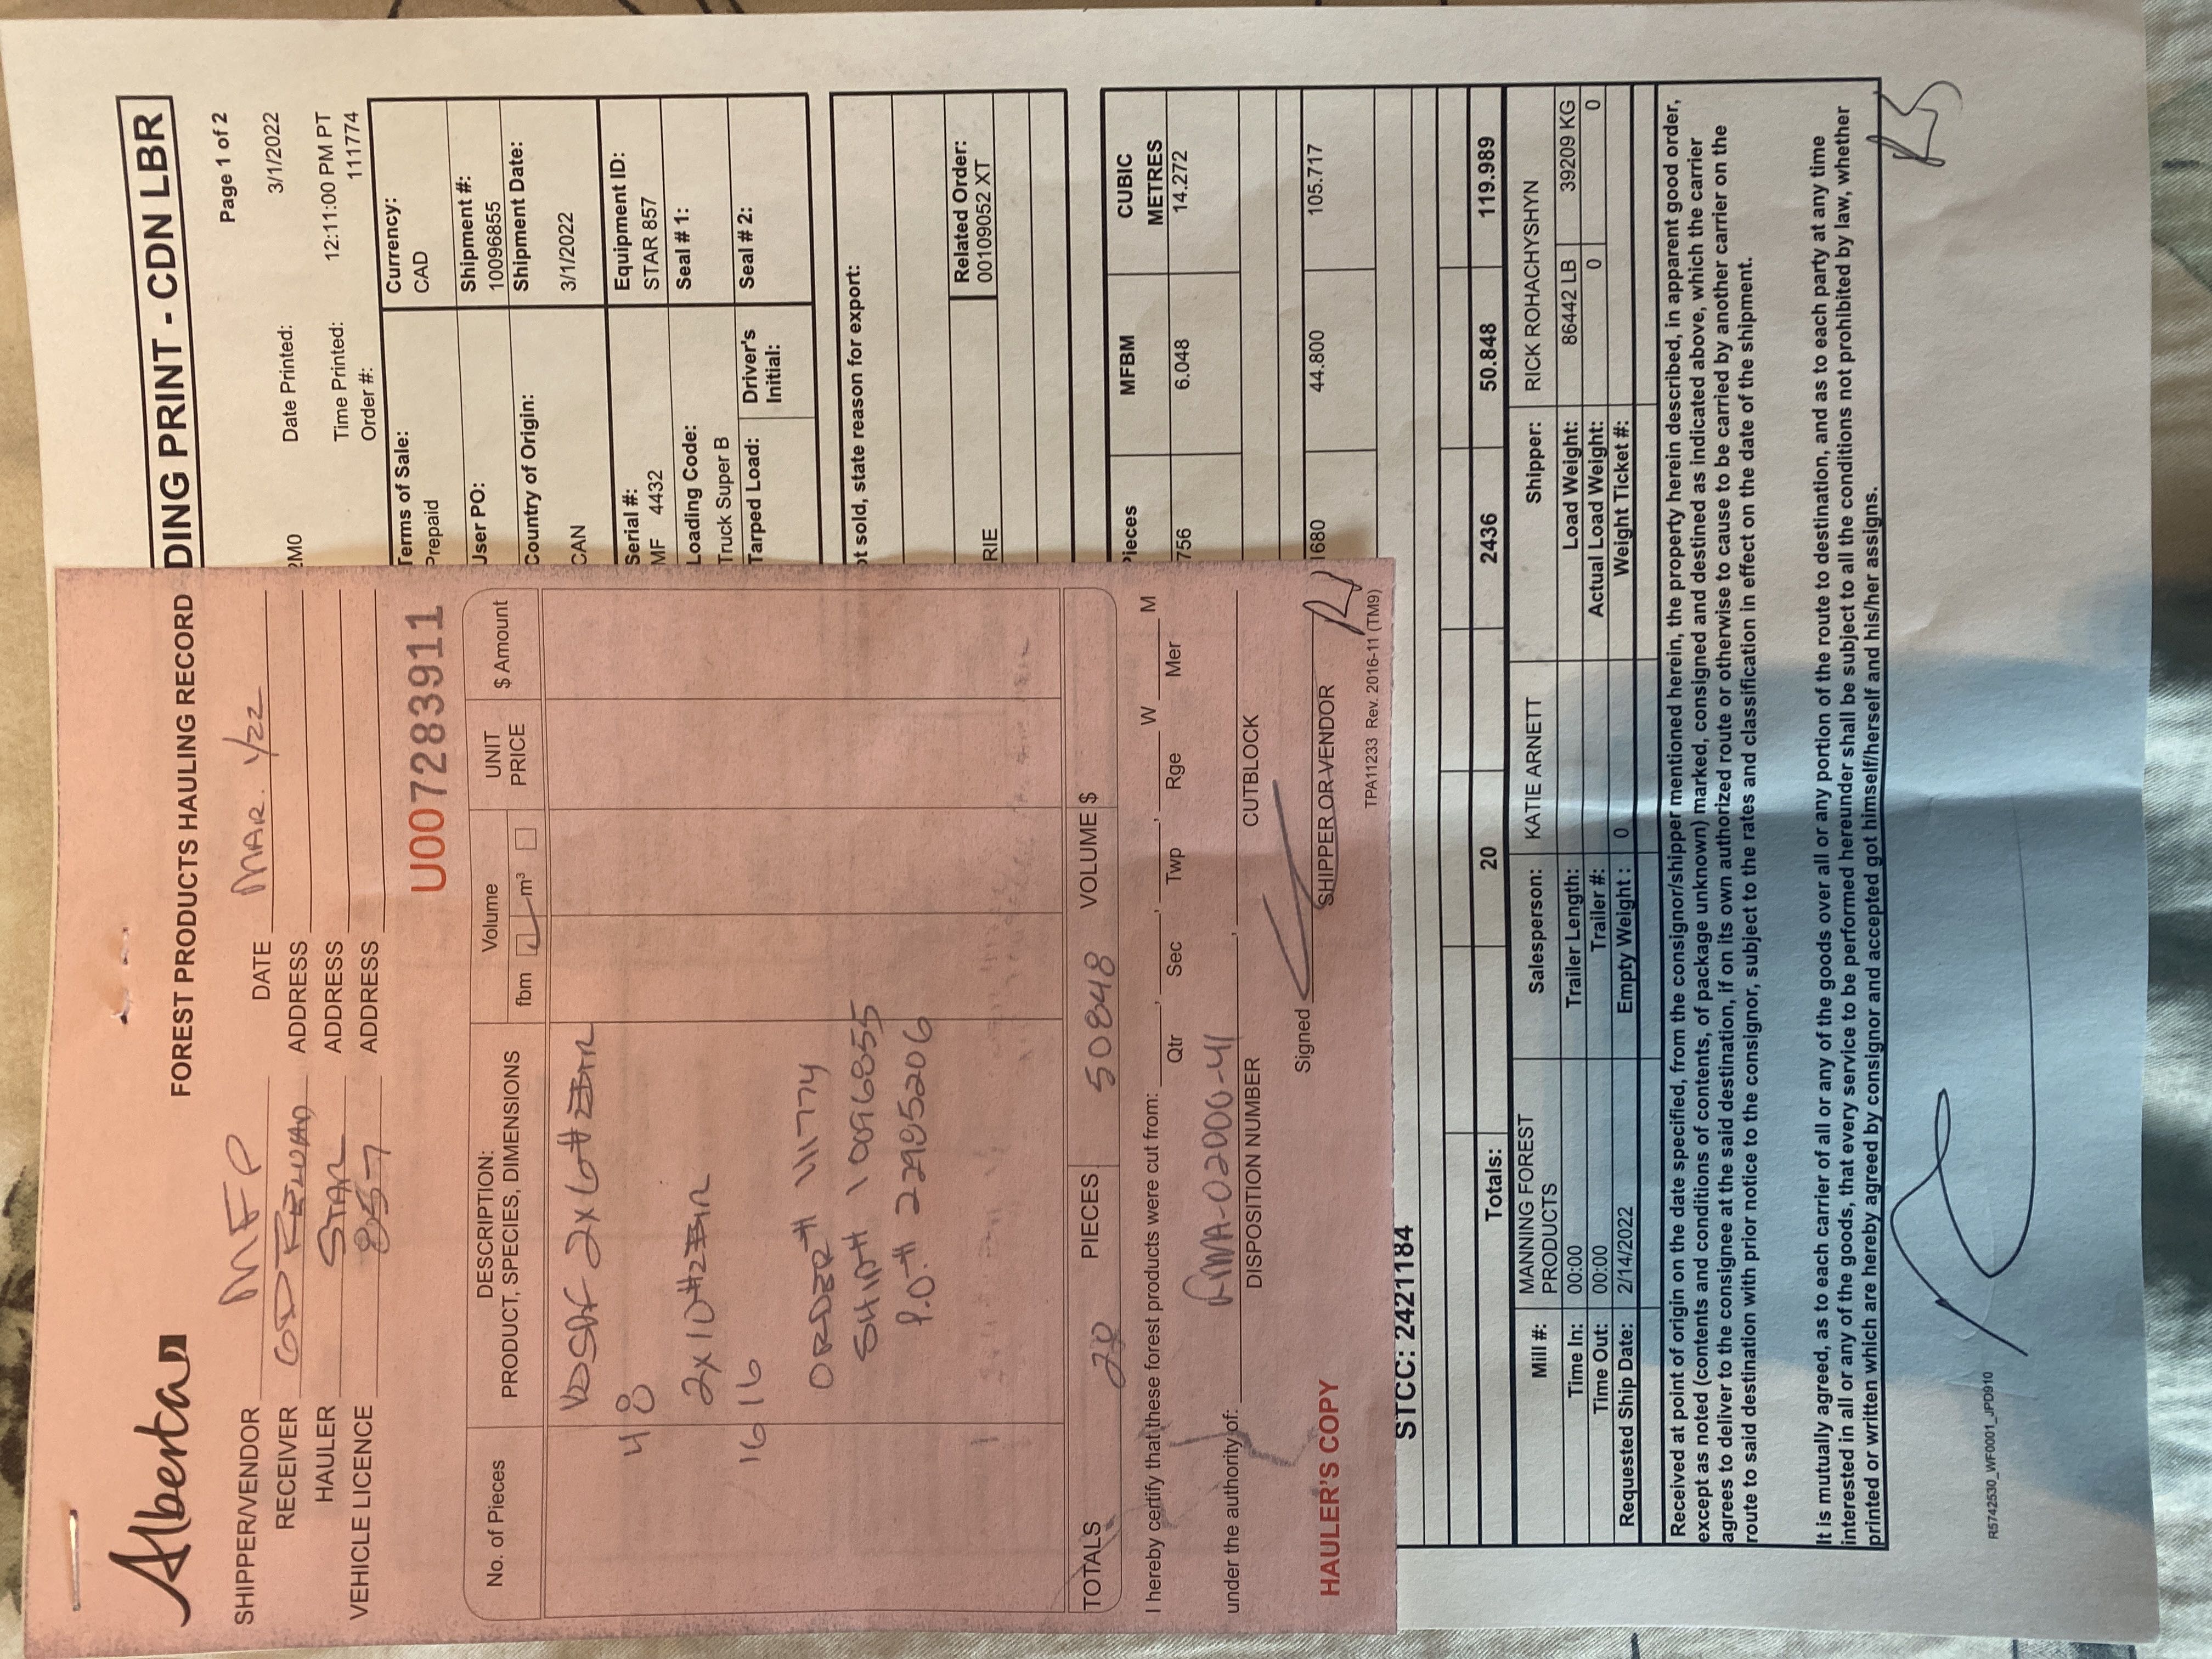 Alberta
FOREST PRODUCTS HAULING RECORD
SHIPPER/VENDOR MFP
DATE MAR. 1/22
RECEIVER GD RELOAD
ADDRESS
HAULER STAR
ADDRESS
VEHICLE LICENCE 857
ADDRESS
U007283911
No. of Pieces
DESCRIPTION:
PRODUCT, SPECIES, DIMENSIONS
Volume
fbm m³
UNIT
PRICE
$ Amount
KDSPF 2x6 #2&BTR
4 8
2x10 #2&BTR
16 16
ORDER# 111774
SHIP# 10096855
P.O.# 22985206
TOTALS 20 PIECES 50848 VOLUME $
I hereby certify that these forest products were cut from: , , , W M
Qtr Sec Twp Rge Mer
under the authority of: FMA-02000-41 ,
DISPOSITION NUMBER CUTBLOCK
Signed
SHIPPER OR VENDOR
HAULER'S COPY
TPA11233 Rev. 2016-11 (TM9)
DING PRINT - CDN LBR
Page 1 of 2
2M0
Date Printed: 3/1/2022
Time Printed: 12:11:00 PM PT
Order #: 111774
Terms of Sale:
Prepaid
Currency:
CAD
User PO:
Shipment #:
10096855
Country of Origin:
CAN
Shipment Date:
3/1/2022
Serial #:
MF 4432
Equipment ID:
STAR 857
Loading Code:
Truck Super B
Seal # 1:
Tarped Load:
Driver's
Initial:
Seal # 2:
ot sold, state reason for export:
RIE
Related Order:
00109052 XT
Pieces MFBM CUBIC
METRES
756 6.048 14.272
1680 44.800 105.717
STCC: 2421184
Totals: 20 2436 50.848 119.989
Mill #: MANNING FOREST
PRODUCTS
Salesperson: KATIE ARNETT
Shipper: RICK ROHACHYSHYN
Time In: 00:00 Trailer Length: Load Weight: 86442 LB 39209 KG
Time Out: 00:00 Trailer #: Actual Load Weight: 0 0
Requested Ship Date: 2/14/2022 Empty Weight : 0 Weight Ticket #:
Received at point of origin on the date specified, from the consignor/shipper mentioned herein, the property herein described, in apparent good order,
except as noted (contents and conditions of contents, of package unknown) marked, consigned and destined as indicated above, which the carrier
agrees to deliver to the consignee at the said destination, if on its own authorized route or otherwise to cause to be carried by another carrier on the
route to said destination with prior notice to the consignor, subject to the rates and classification in effect on the date of the shipment.
It is mutually agreed, as to each carrier of all or any of the goods over all or any portion of the route to destination, and as to each party at any time
interested in all or any of the goods, that every service to be performed hereunder shall be subject to all the conditions not prohibited by law, whether
printed or written which are hereby agreed by consignor and accepted got himself/herself and his/her assigns.
R5742530_WF0001_JPD910